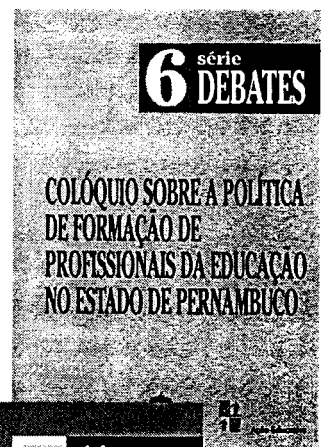 6 série
DEBATES
COLÓQUIO SOBRE A POLÍTICA
DE FORMAÇÃO DE
PROFISSIONAIS DA EDUCAÇÃO
NO ESTADO DE PERNAMBUCO